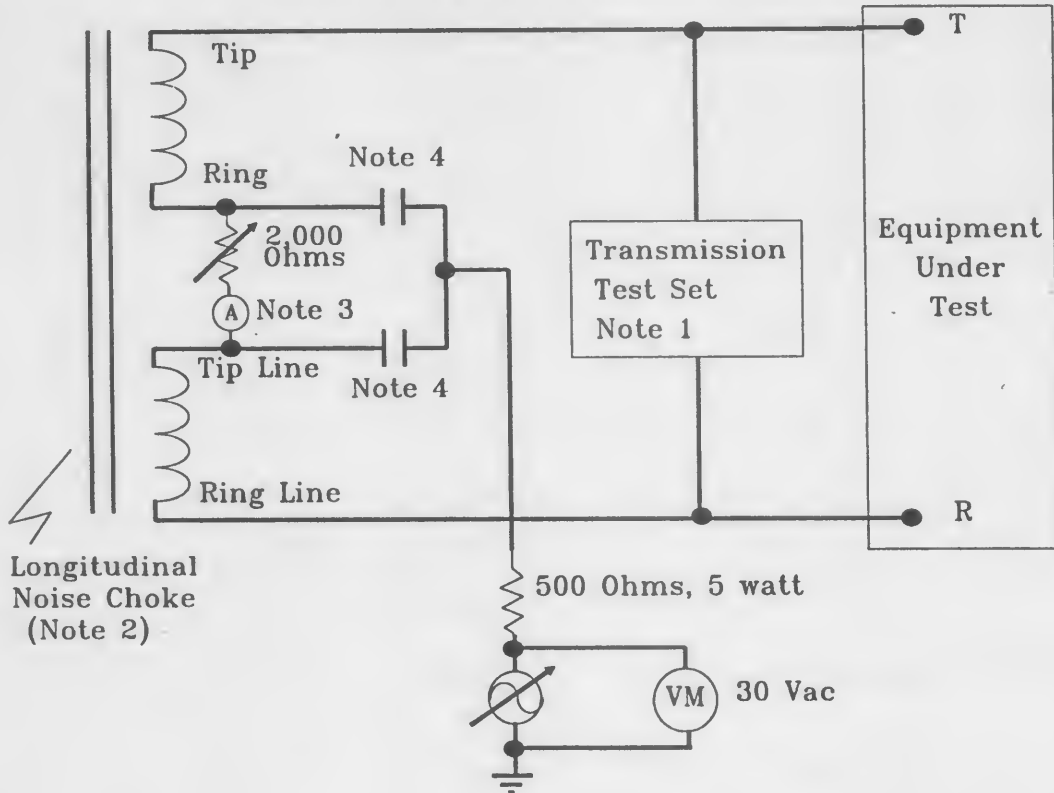 Tip
T
Note 4
Ring
2,000
Ohms
A
Note 3
Tip Line
Note 4
Transmission
Test Set
Note 1
Equipment
Under
Test
Ring Line
R
Longitudinal
Noise Choke
(Note 2)
500 Ohms, 5 watt
VM
30 Vac